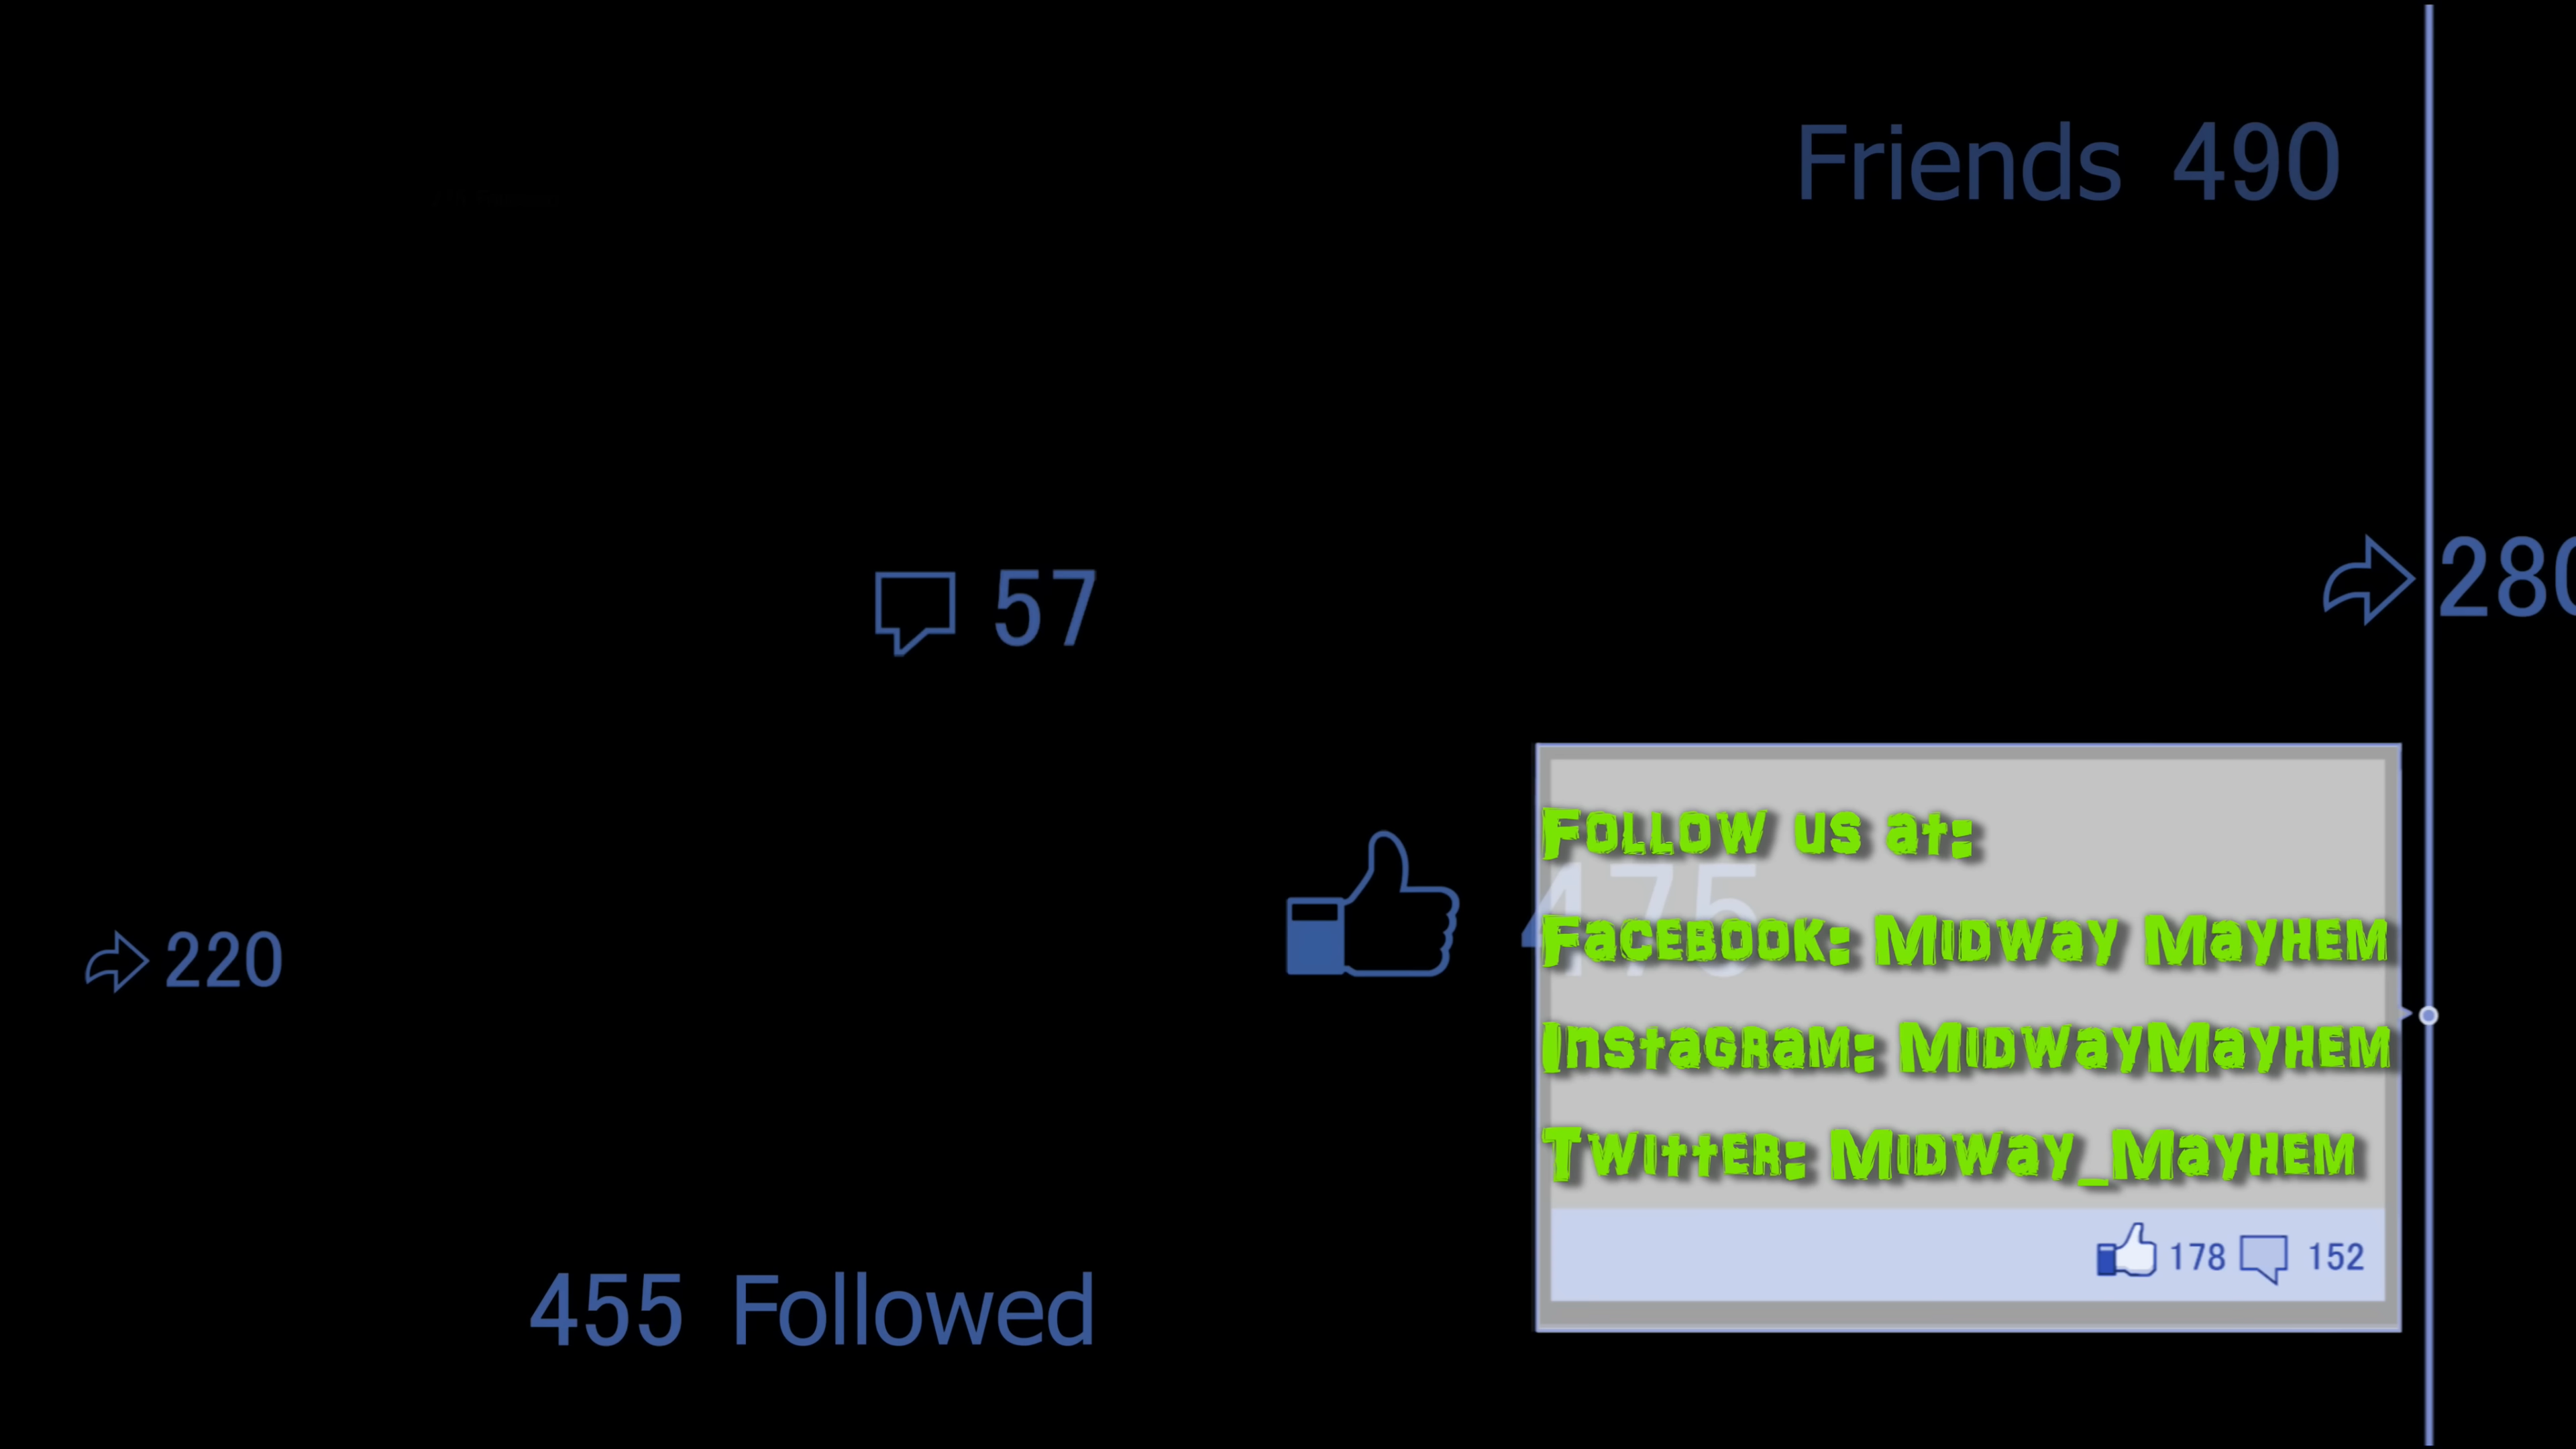 Friends 490
57
280
Follow us at:
475
Facebook: Midway Mayhem
220
Instagram: MidwayMayhem
Twitter: Midway_Mayhem
178 152
455 Followed